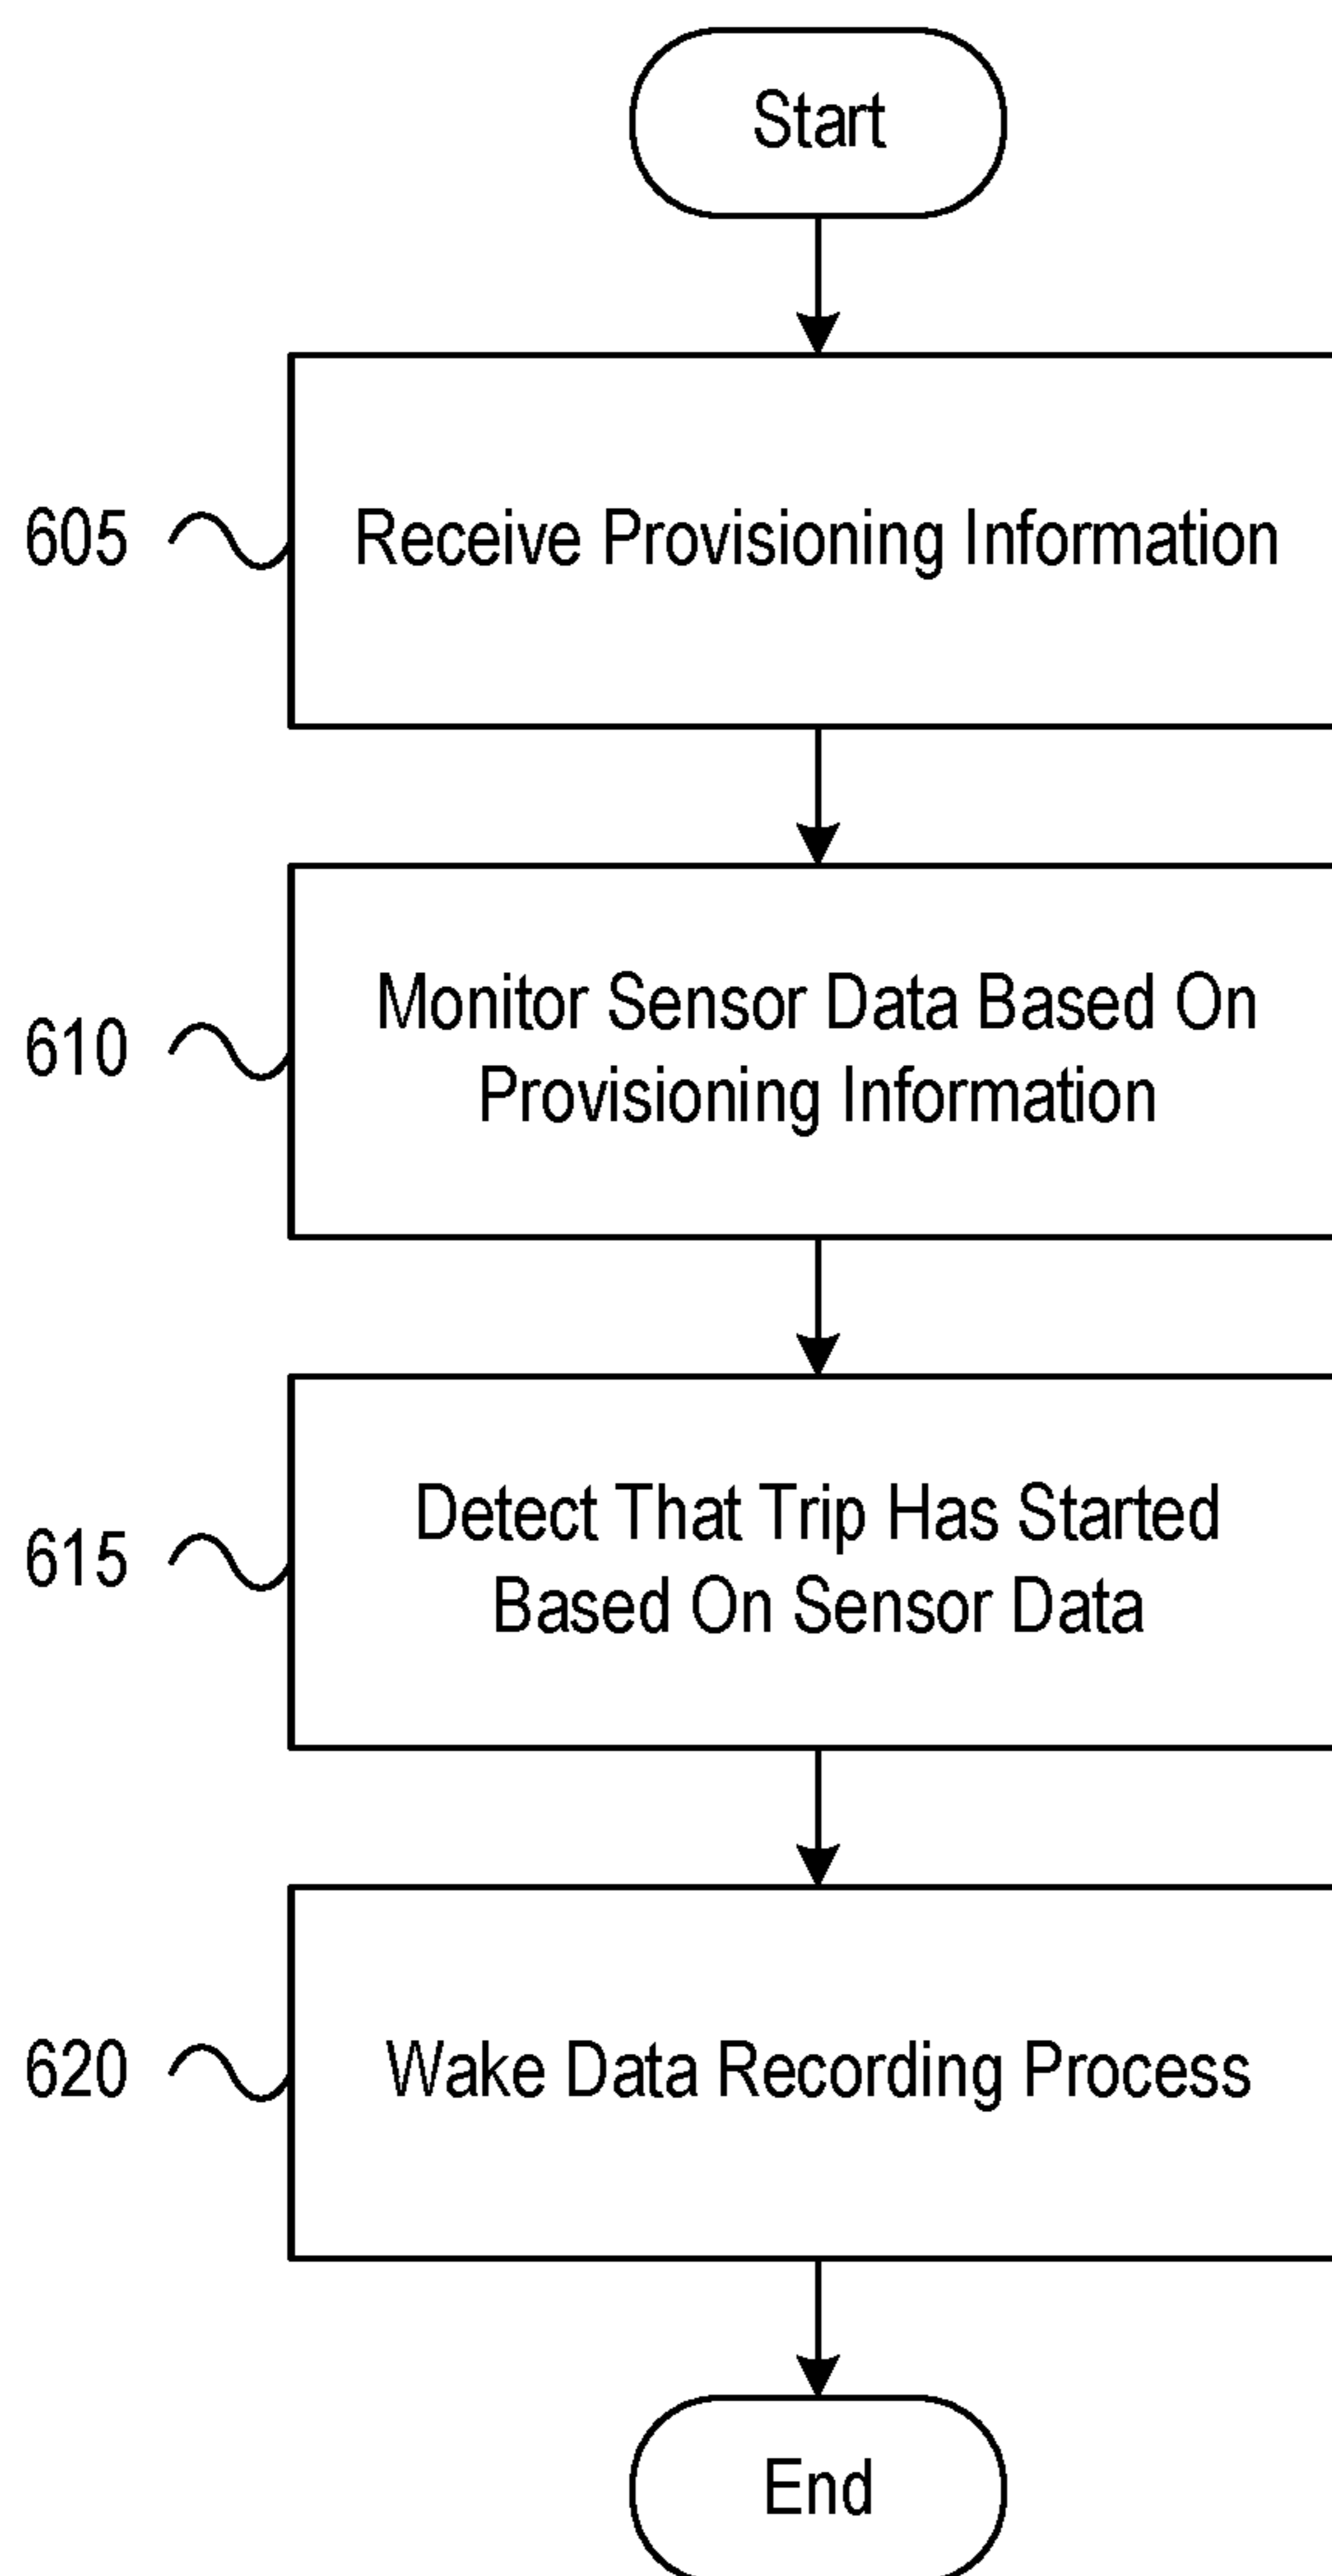 Start
605
Receive Provisioning Information
610
Monitor Sensor Data Based On
Provisioning Information
615
Detect That Trip Has Started
Based On Sensor Data
620
Wake Data Recording Process
End